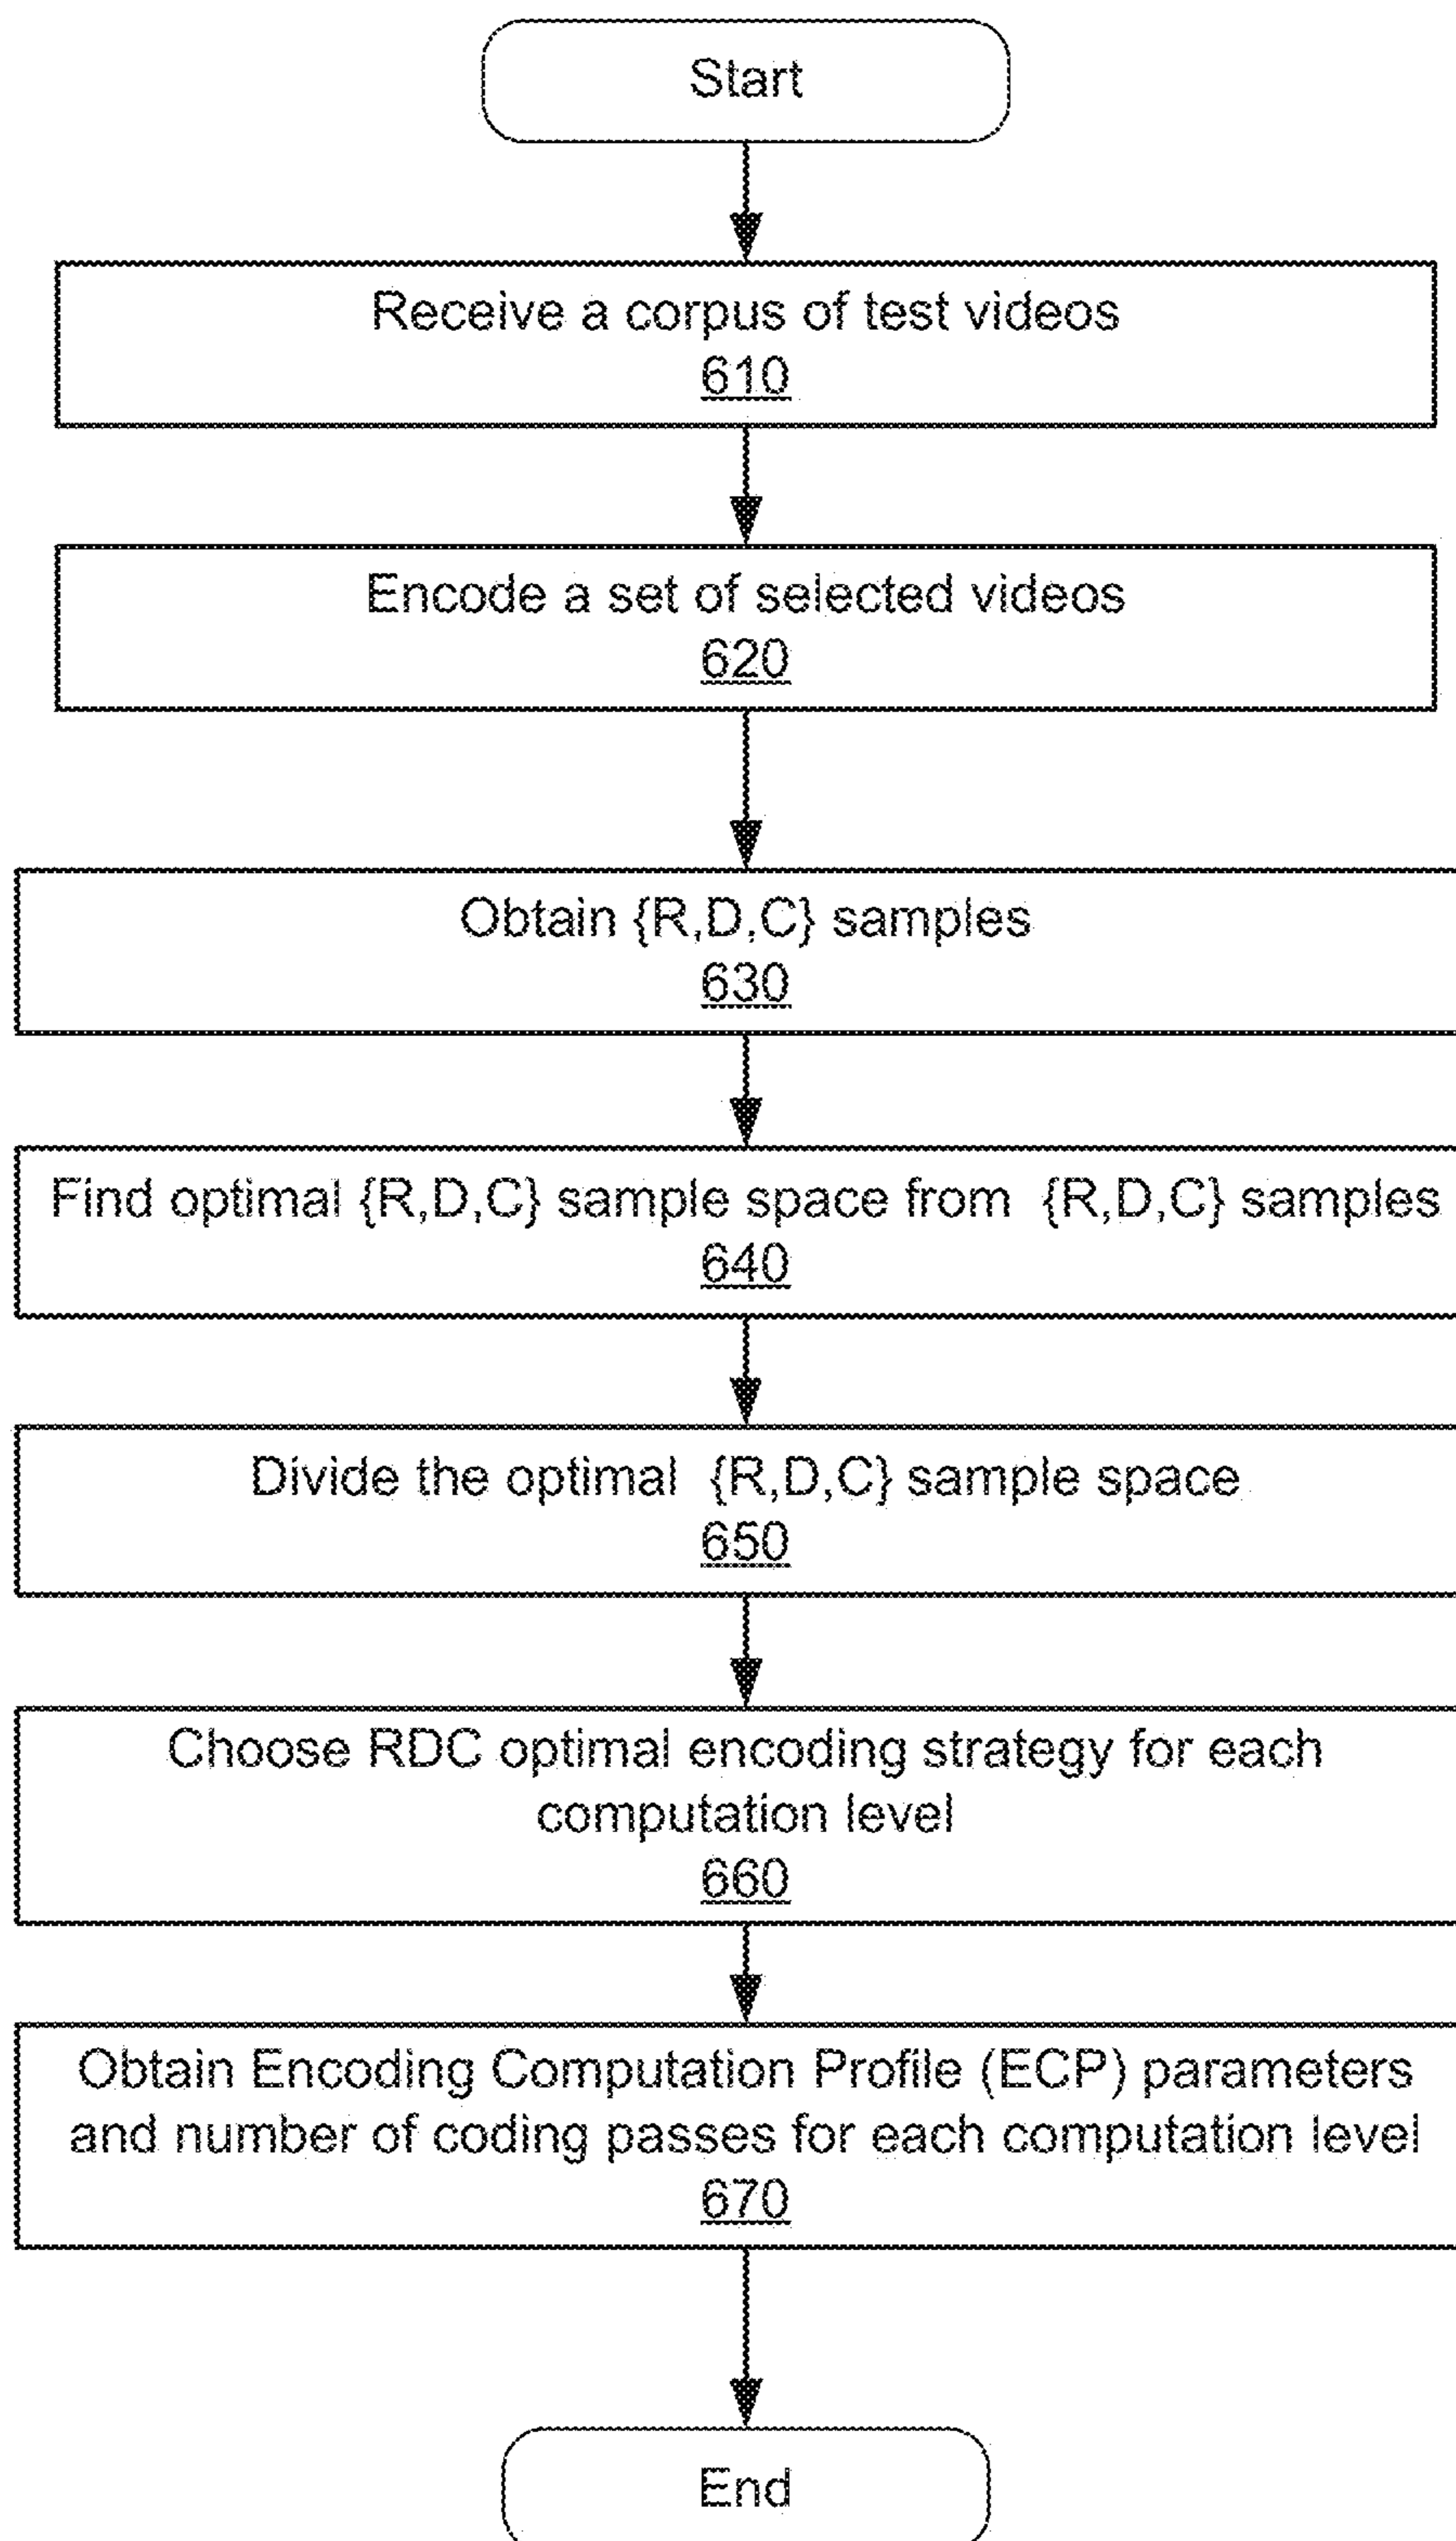 Start
Receive a corpus of test videos
610
Encode a set of selected videos
620
Obtain {R,D,C} samples
630
Find optimal {R,D,C} sample space from {R,D,C} samples
640
Divide the optimal {R,D,C} sample space
650
Choose RDC optimal encoding strategy for each
computation level
660
Obtain Encoding Computation Profile (ECP) parameters
and number of coding passes for each computation level
670
End